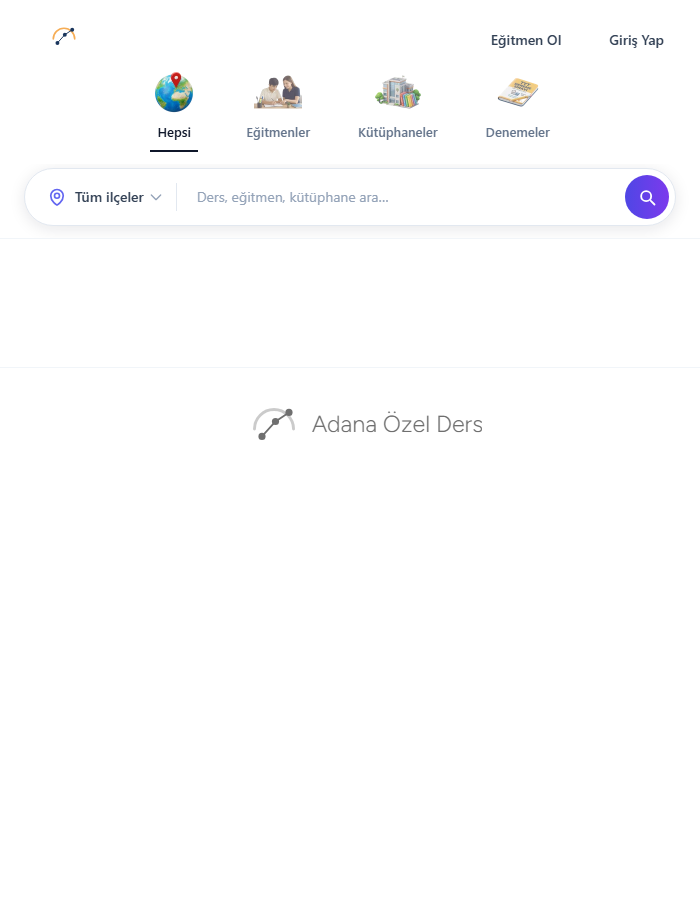 Eğitmen Ol
Giriş Yap
Hepsi
Eğitmenler
Kütüphaneler
Denemeler
Tüm ilçeler
Ders, eğitmen, kütüphane ara...
Adana Özel Ders